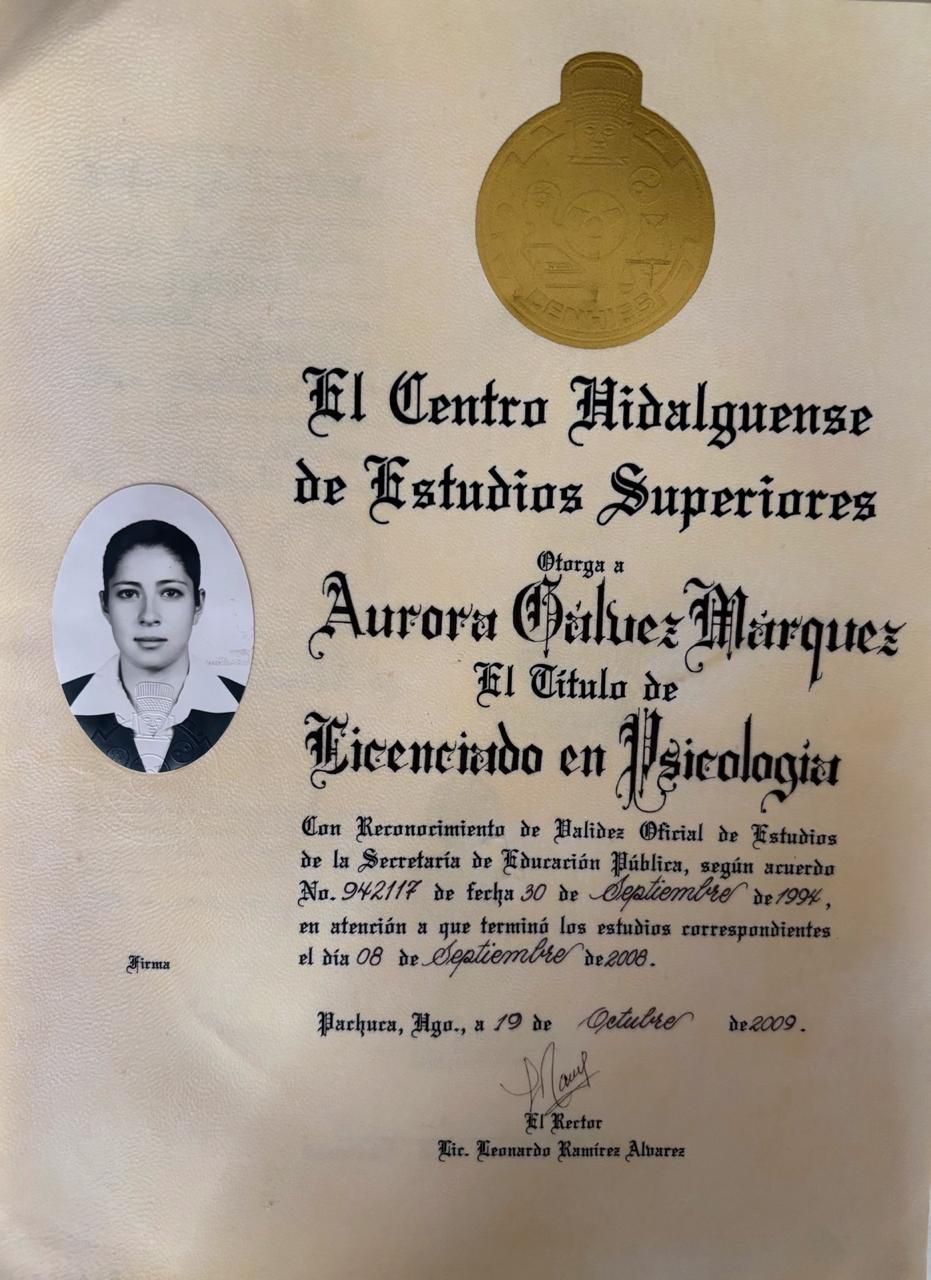 CENHIES
El Centro Hidalguense
de Estudios Superiores
Otorga a
Aurora Gálvez Márquez
El Título de
Licenciado en Psicología
Con Reconocimiento de Validez Oficial de Estudios
de la Secretaría de Educación Pública, según acuerdo
No. 942117 de fecha 30 de Septiembre de 1994,
en atención a que terminó los estudios correspondientes
el día 08 de Septiembre de 2008.
Firma
Pachuca, Hgo., a 19 de Octubre de 2009.
El Rector
Lic. Leonardo Ramírez Alvarez